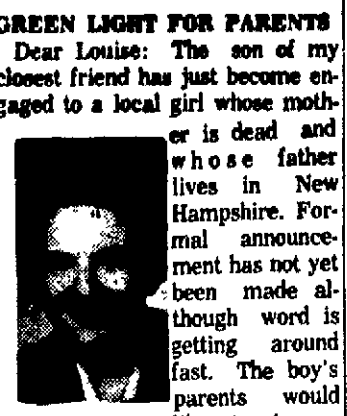 GREEN LIGHT FOR PARENTS
Dear Louise: The son of my
closest friend has just become en-
gaged to a local girl whose moth-
er is dead and
whose father
lives in New
Hampshire. For-
mal announce-
ment has not yet
been made al-
though word is
getting around
fast. The boy's
parents would